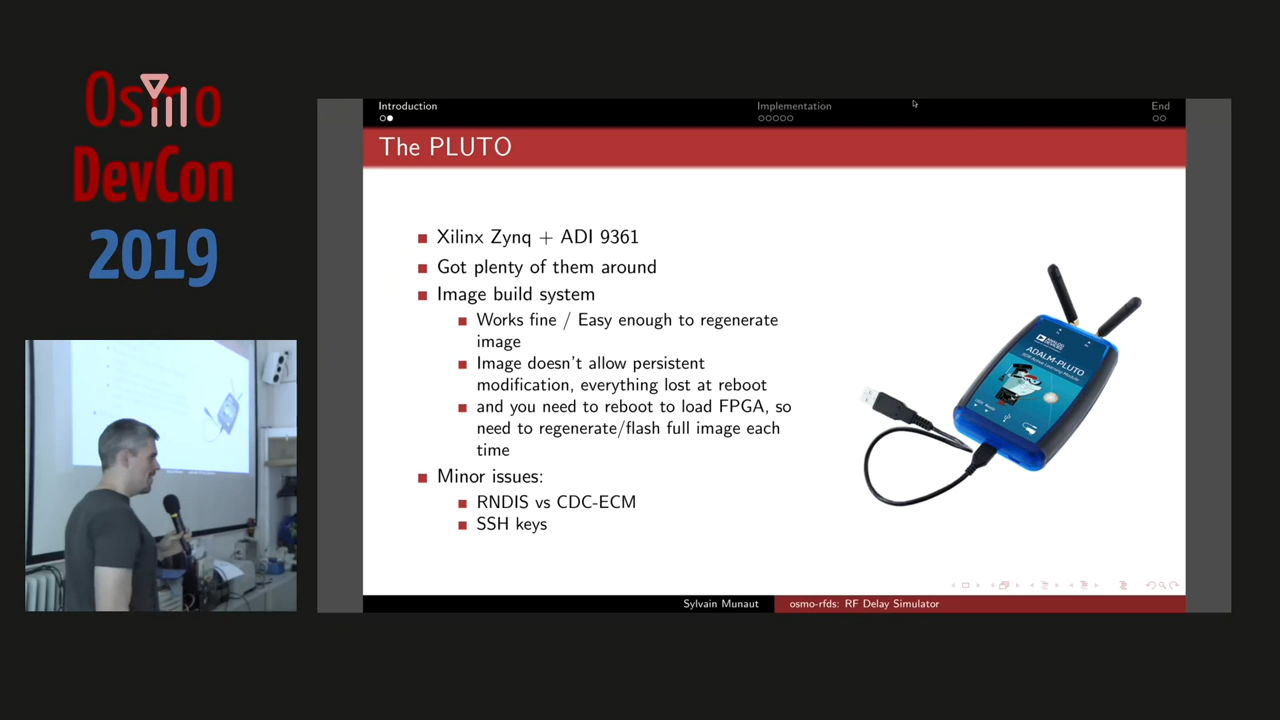 Osmo
DevCon
2019
Introduction
Implementation
End
The PLUTO
Xilinx Zynq + ADI 9361
Got plenty of them around
Image build system
Works fine / Easy enough to regenerate
image
Image doesn't allow persistent
modification, everything lost at reboot
and you need to reboot to load FPGA, so
need to regenerate/flash full image each
time
Minor issues:
RNDIS vs CDC-ECM
SSH keys
ANALOG
ADALM-PLUTO
Sylvain Munaut
osmo-rfds: RF Delay Simulator